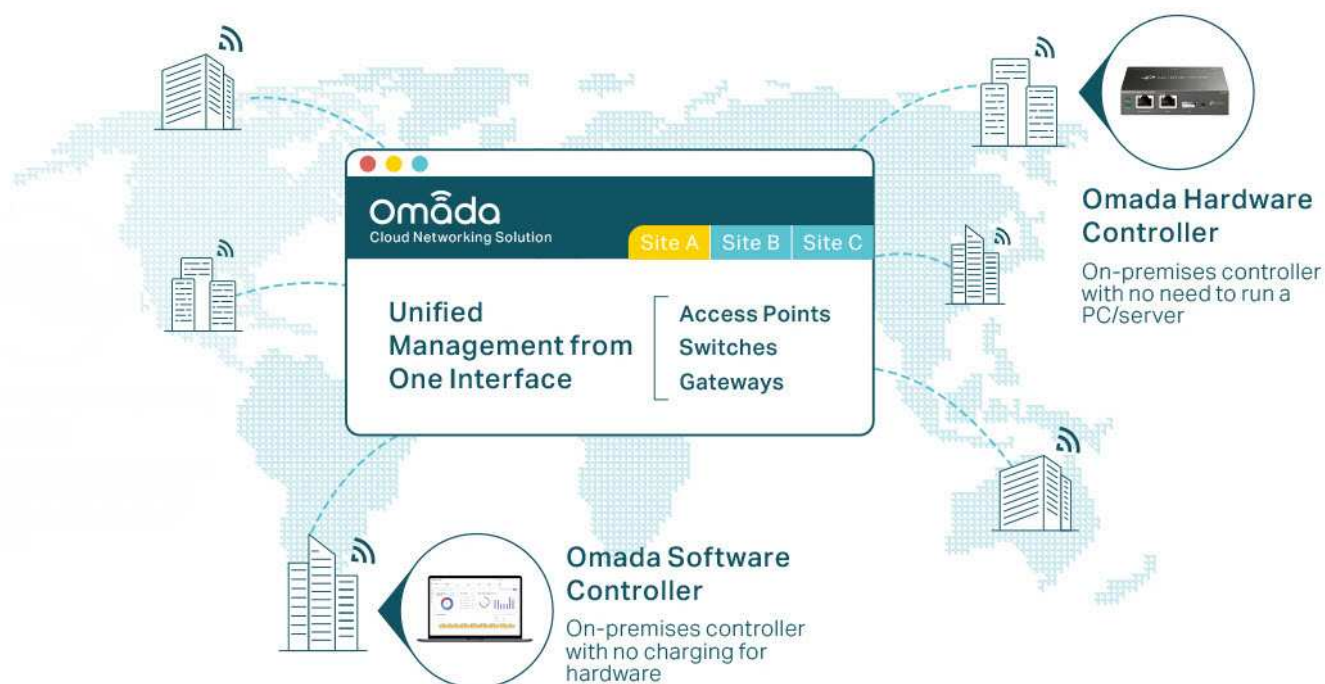 Omada
Cloud Networking Solution
Site A
Site B
Site C
Unified
Management from
One Interface
Access Points
Switches
Gateways
Omada Hardware
Controller
On-premises controller
with no need to run a
PC/server
Omada Software
Controller
On-premises controller
with no charging for
hardware